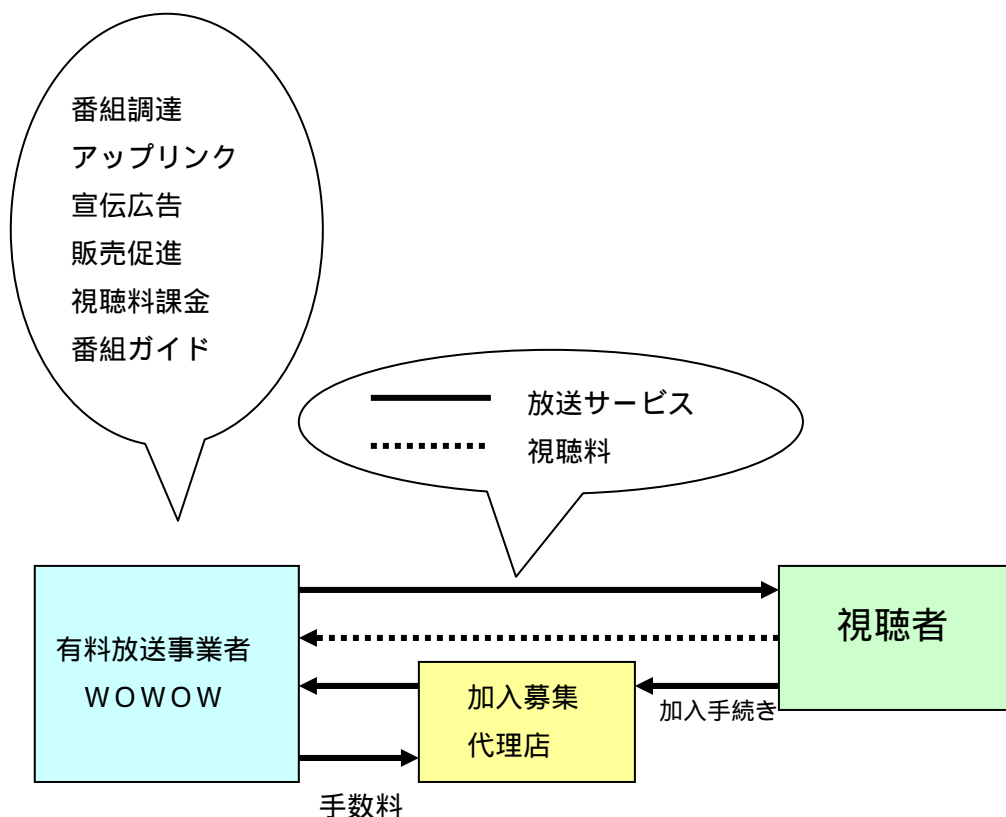 番組調達
アップリンク
宣伝広告
販売促進
視聴料課金
番組ガイド
放送サービス
視聴料
有料放送事業者
ＷＯＷＯＷ
加入募集
代理店
視聴者
加入手続き
手数料